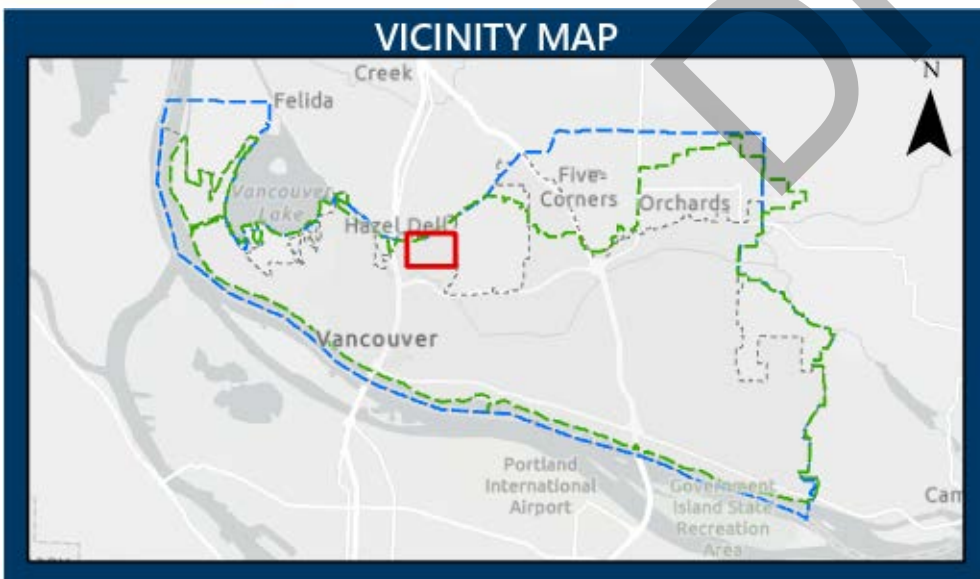 VICINITY MAP
Creek
N
Felida
Vancouver
Lake
Five
Corners
Orchards
Hazel Dell
Vancouver
Portland
International
Airport
Government
Island State
Recreation
Area
Cam